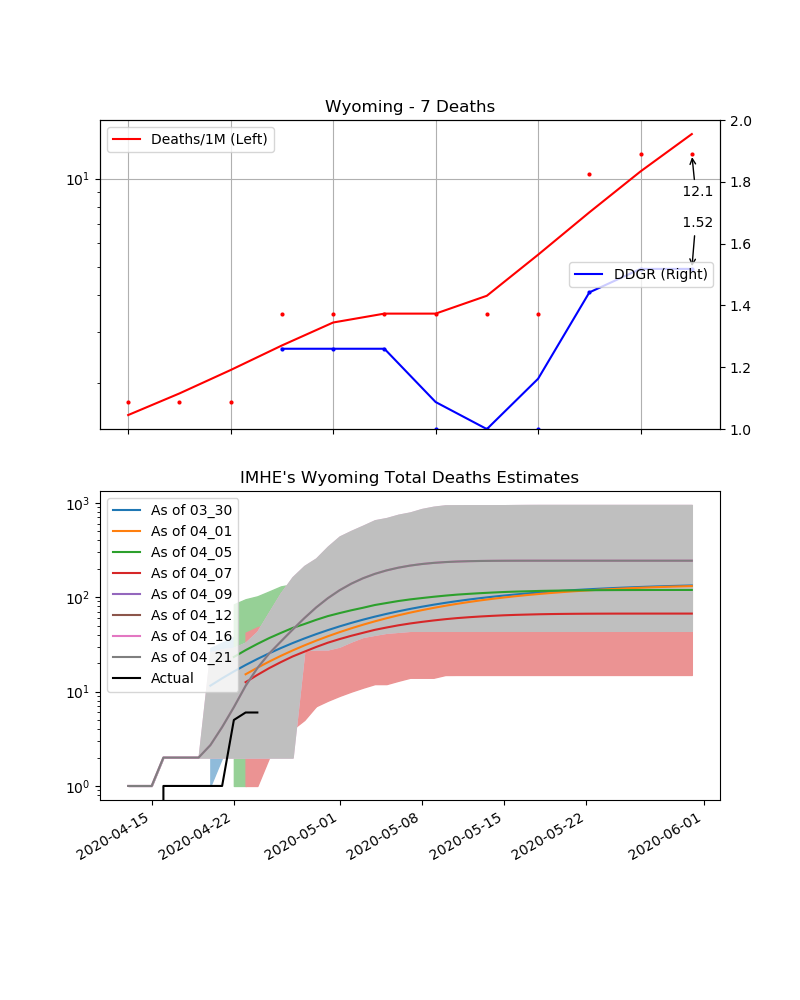 Wyoming - 7 Deaths
Deaths/1M (Left)
10¹
2.0
1.8
1.6
1.4
1.2
1.0
12.1
1.52
DDGR (Right)
IMHE's Wyoming Total Deaths Estimates
10³
10²
10¹
10⁰
As of 03_30
As of 04_01
As of 04_05
As of 04_07
As of 04_09
As of 04_12
As of 04_16
As of 04_21
Actual
2020-04-15
2020-04-22
2020-05-01
2020-05-08
2020-05-15
2020-05-22
2020-06-01